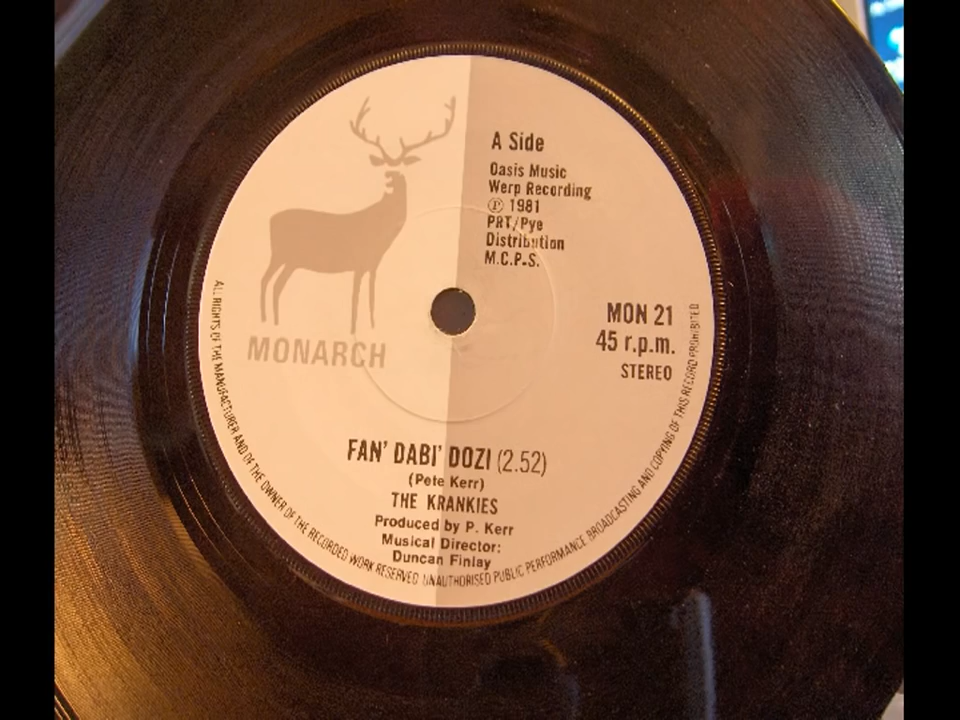 A Side
Oasis Music
Werp Recording
Ⓟ 1981
PRT/Pye
Distribution
M.C.P.S.
MONARCH
MON 21
45 r.p.m.
STEREO
FAN' DABI' DOZI (2.52)
(Pete Kerr)
THE KRANKIES
Produced by P. Kerr
Musical Director:
Duncan Finlay
ALL RIGHTS OF THE MANUFACTURER AND OF THE OWNER OF THE RECORDED WORK RESERVED UNAUTHORISED PUBLIC PERFORMANCE BROADCASTING AND COPYING OF THIS RECORD PROHIBITED